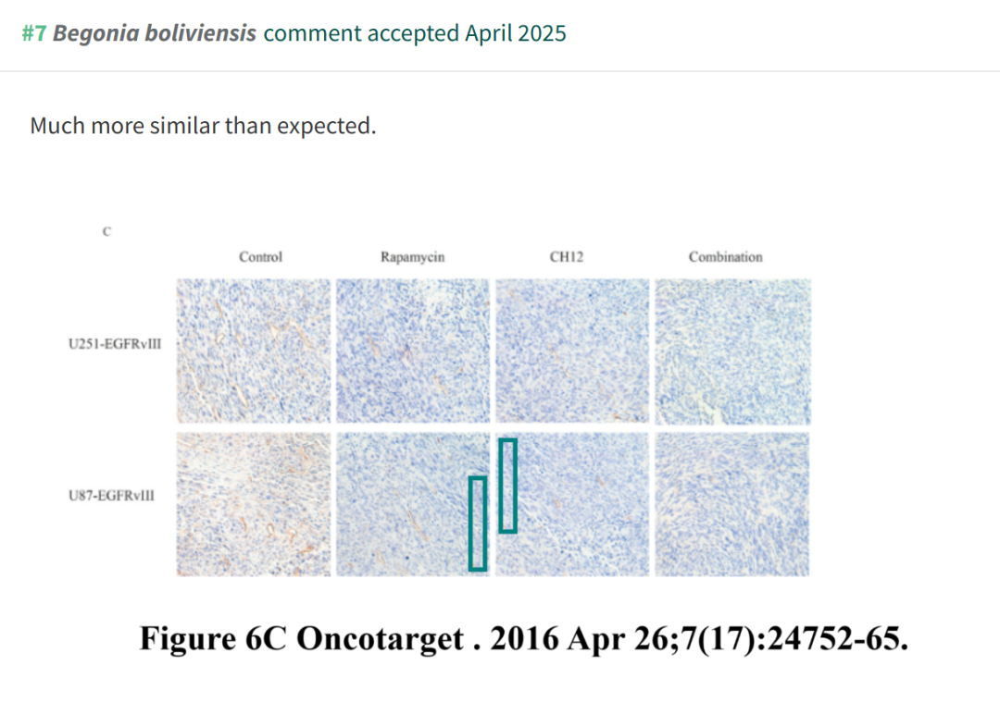 #7 Begonia boliviensis comment accepted April 2025
Much more similar than expected.
C
Control Rapamycin CH12 Combination
U251-EGFRvIII
U87-EGFRvIII
Figure 6C Oncotarget . 2016 Apr 26;7(17):24752-65.